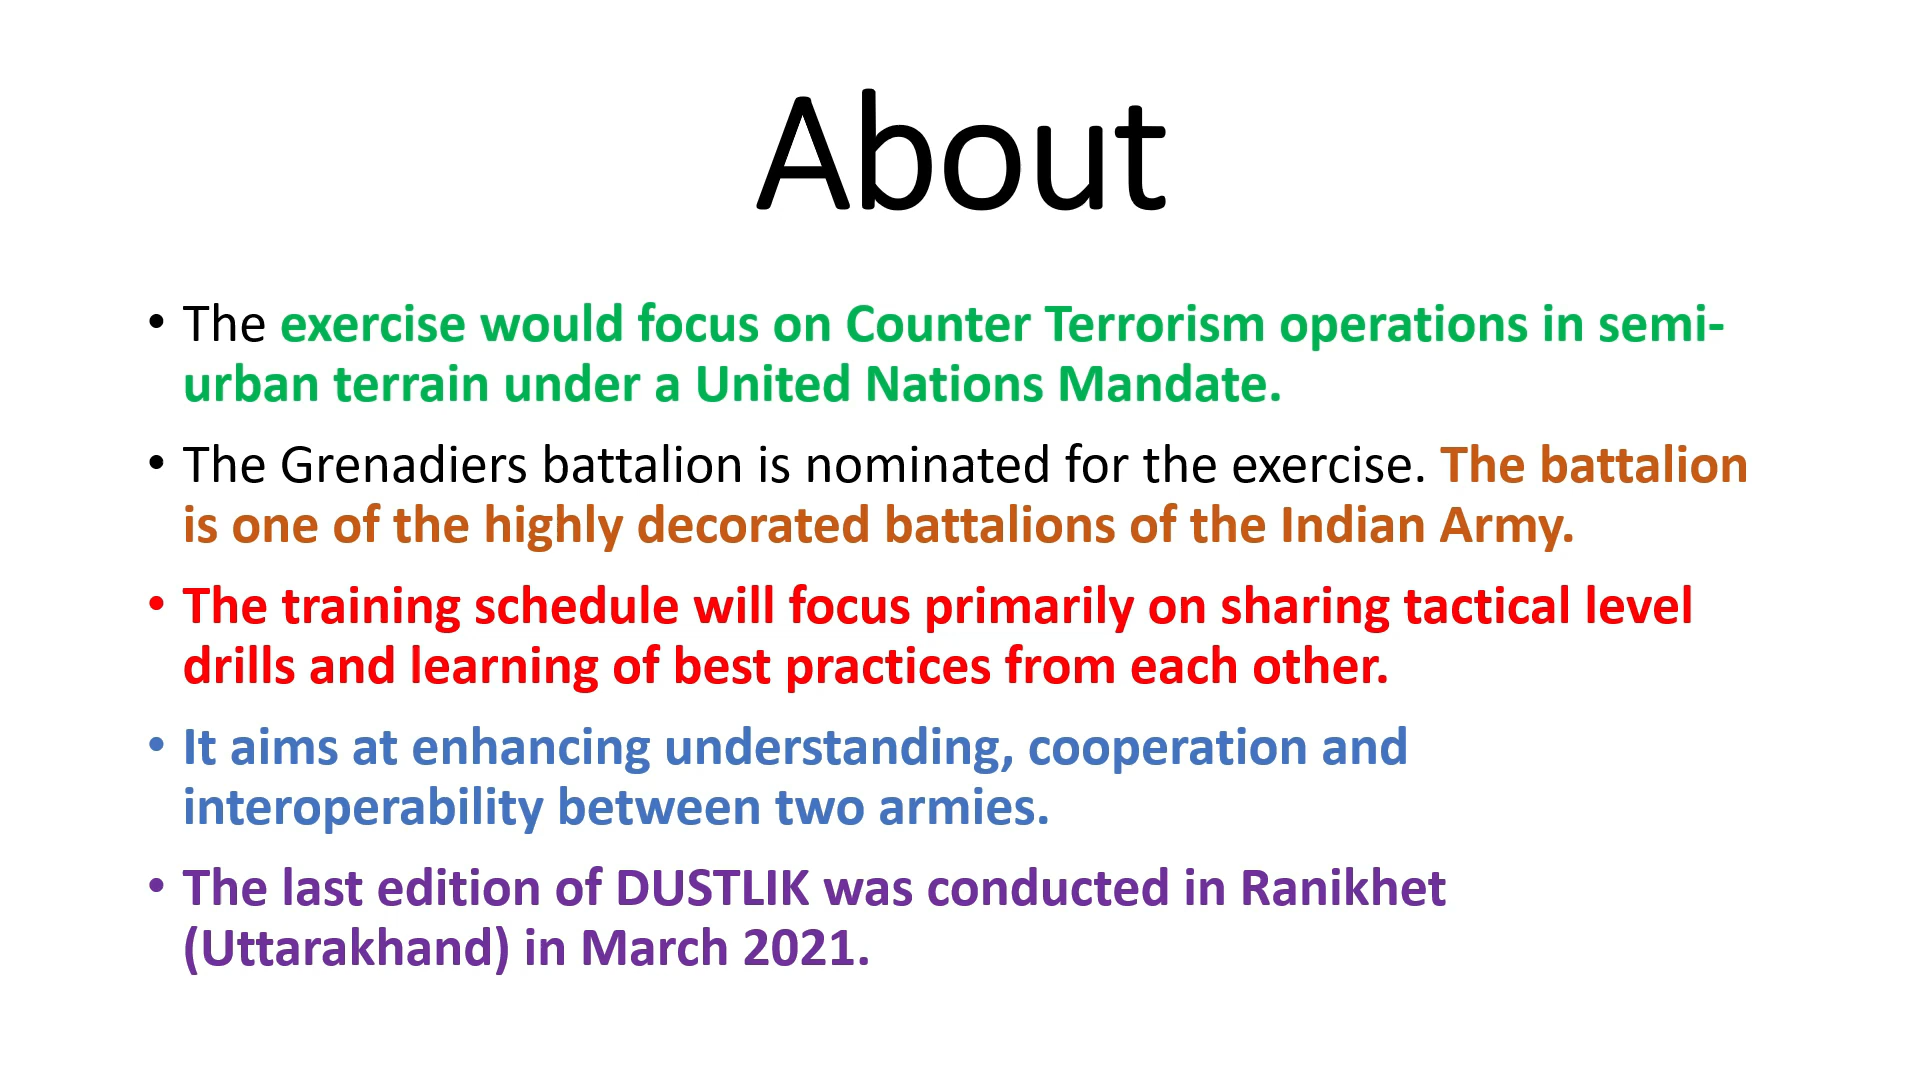 About
• The exercise would focus on Counter Terrorism operations in semi-
urban terrain under a United Nations Mandate.
• The Grenadiers battalion is nominated for the exercise. The battalion
is one of the highly decorated battalions of the Indian Army.
• The training schedule will focus primarily on sharing tactical level
drills and learning of best practices from each other.
• It aims at enhancing understanding, cooperation and
interoperability between two armies.
• The last edition of DUSTLIK was conducted in Ranikhet
(Uttarakhand) in March 2021.